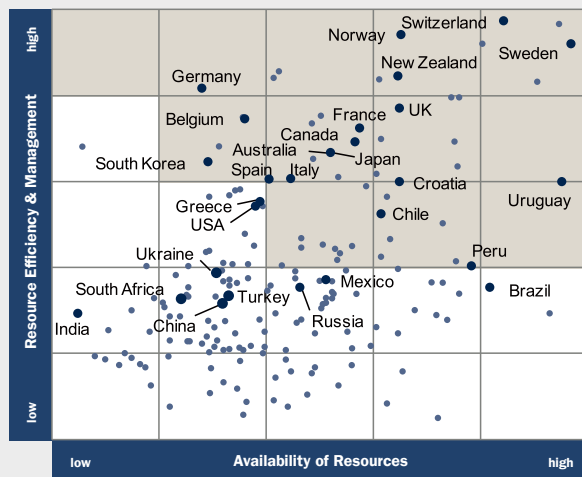 high
Resource Efficiency & Management
low
Switzerland
Norway
Sweden
New Zealand
Germany
Belgium
France
UK
Canada
Australia
Japan
South Korea
Spain
Italy
Croatia
Uruguay
Greece
USA
Chile
Ukraine
Peru
South Africa
Turkey
Mexico
Brazil
India
China
Russia
low
Availability of Resources
high